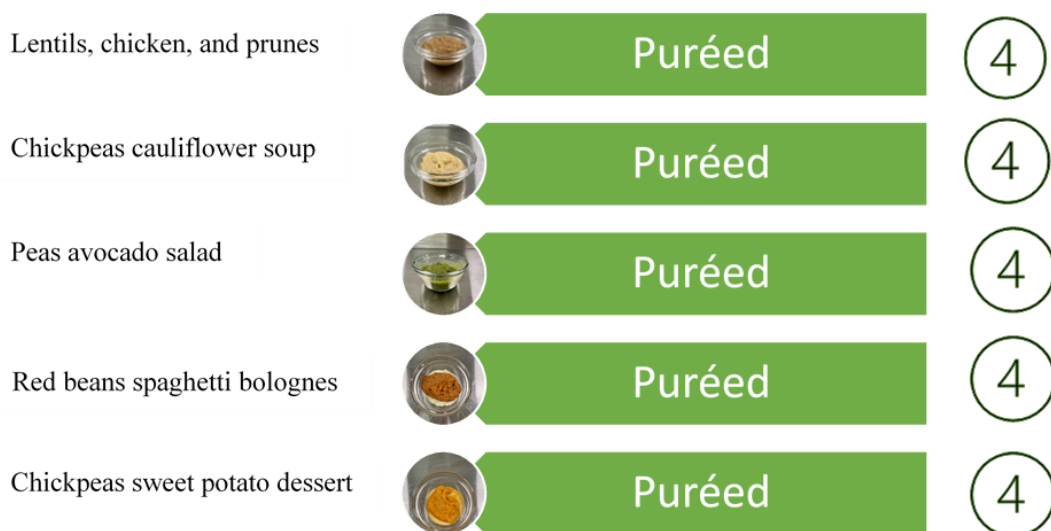 Lentils, chicken, and prunes Puréed 4
Chickpeas cauliflower soup Puréed 4
Peas avocado salad Puréed 4
Red beans spaghetti bolognes Puréed 4
Chickpeas sweet potato dessert Puréed 4